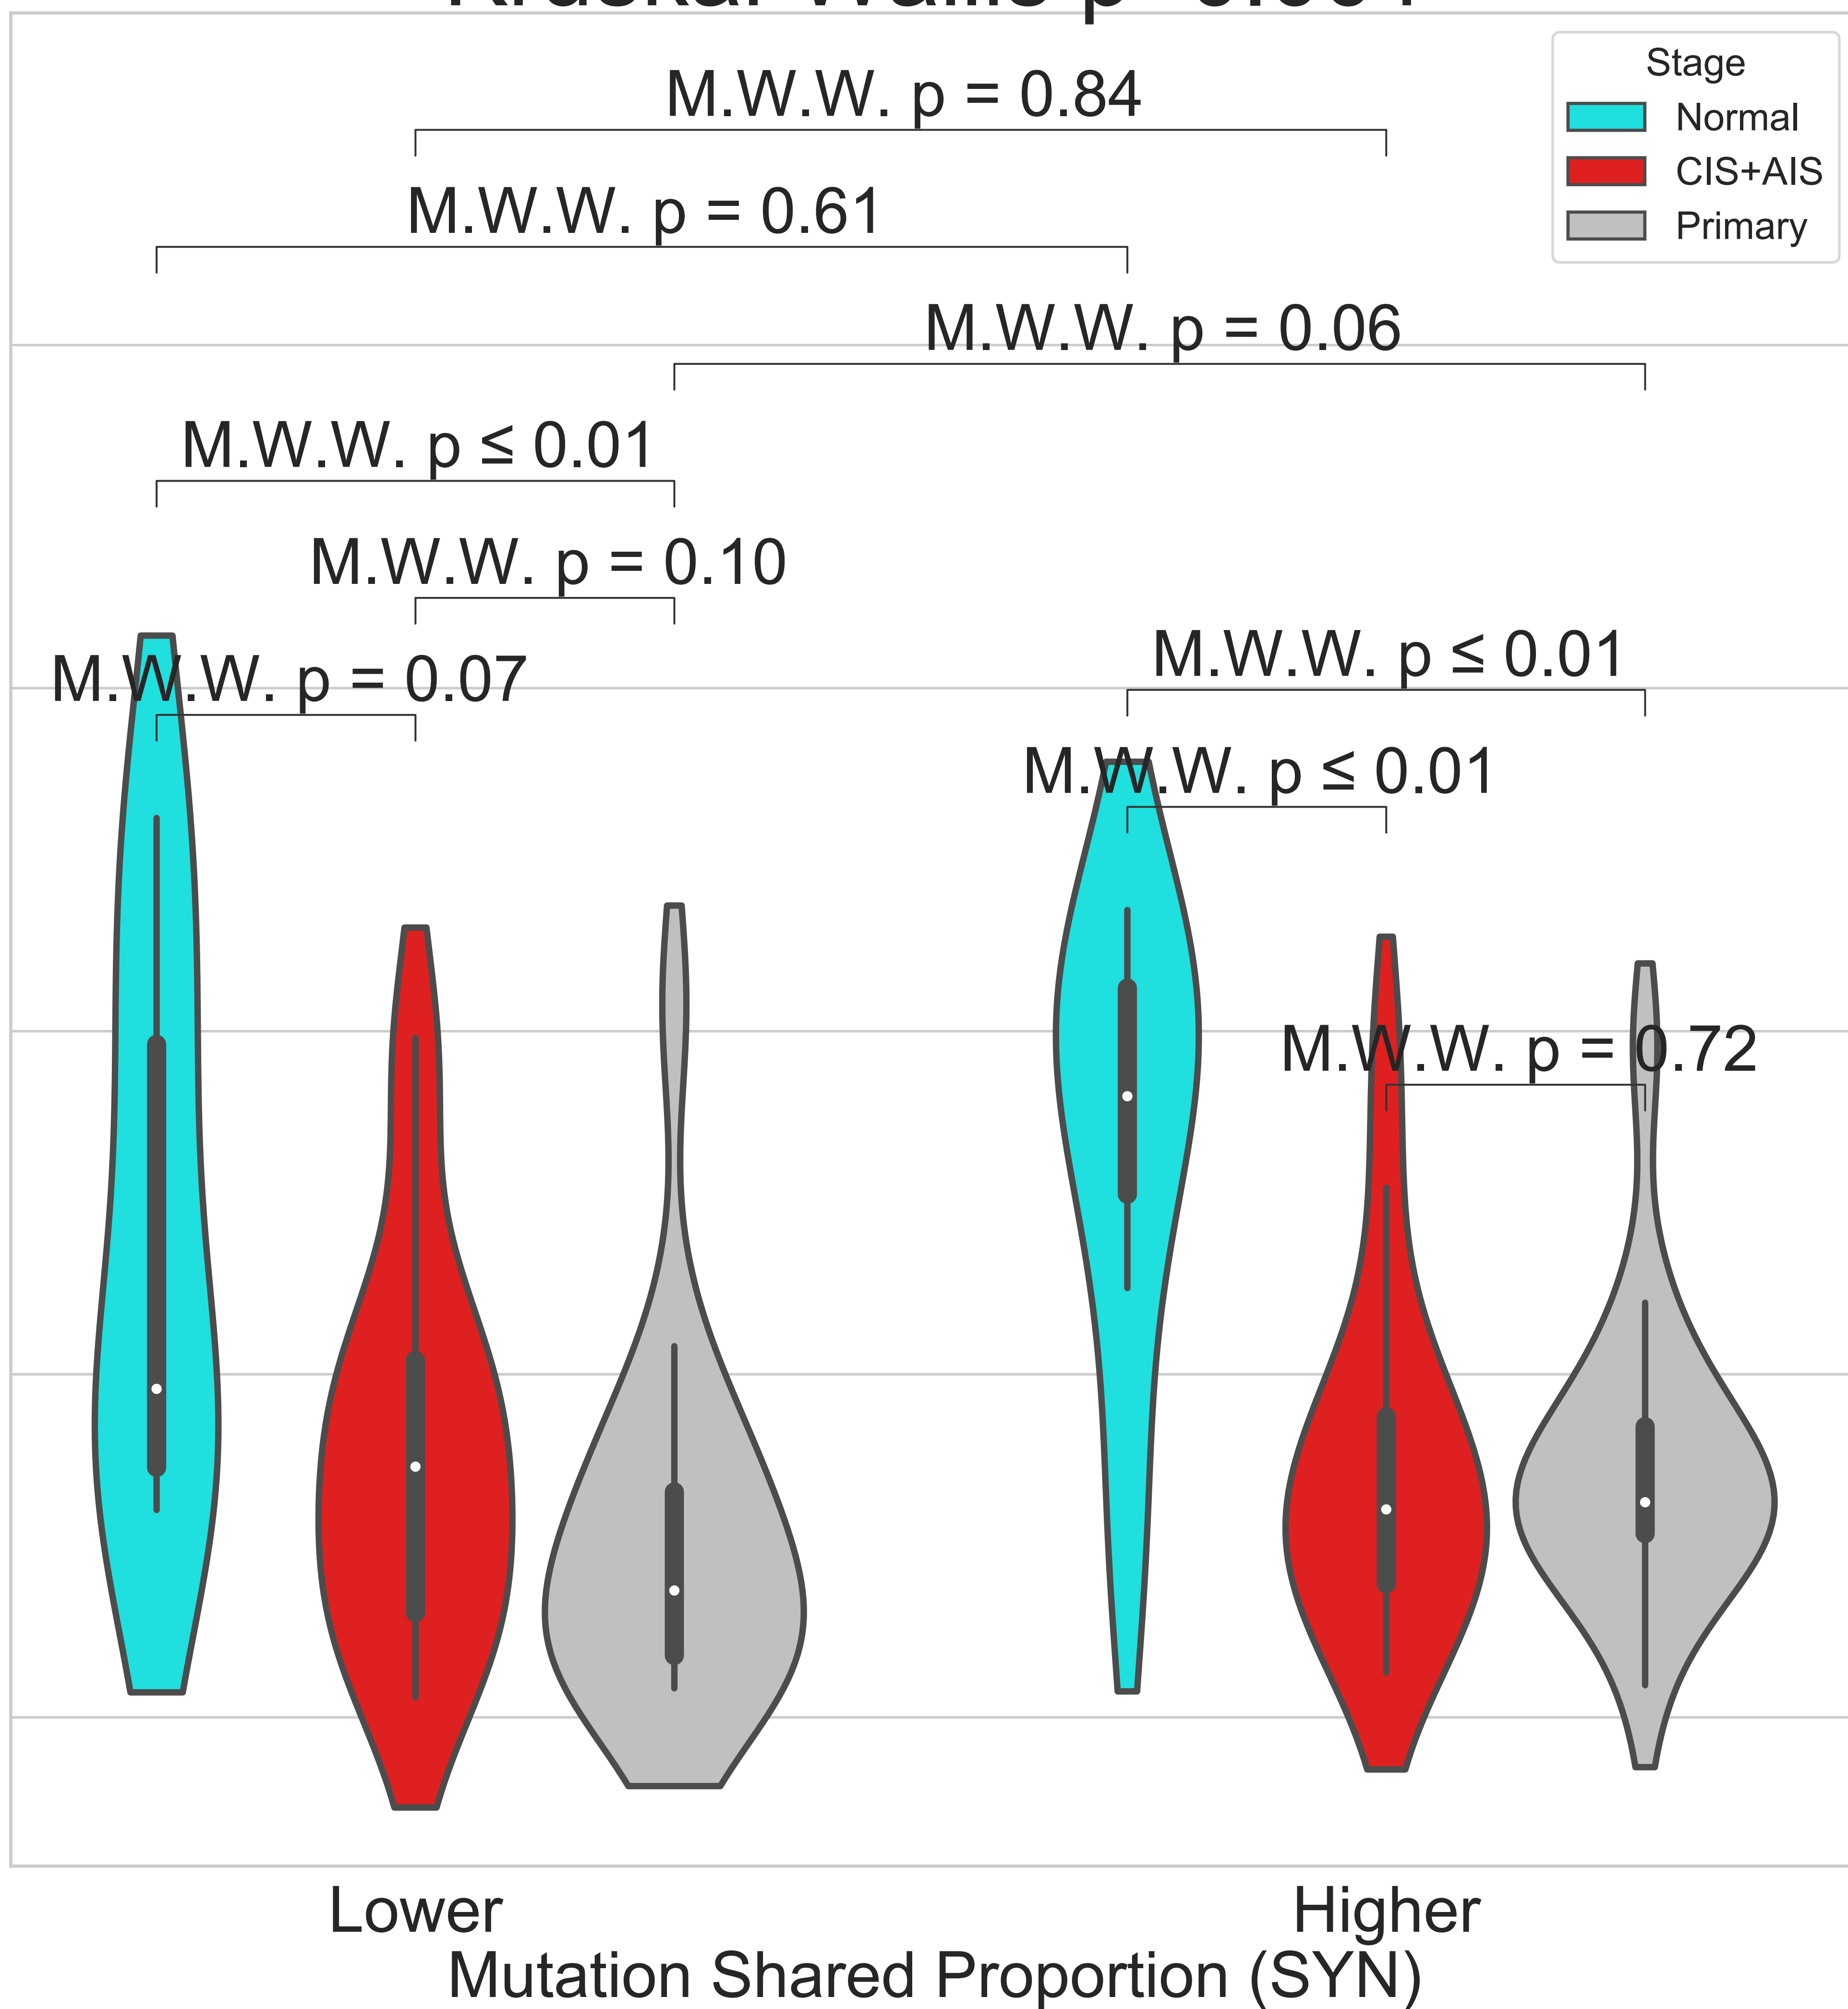 M.W.W. p = 0.84
M.W.W. p = 0.61
M.W.W. p = 0.06
M.W.W. p ≤ 0.01
M.W.W. p = 0.10
M.W.W. p = 0.07
M.W.W. p ≤ 0.01
M.W.W. p ≤ 0.01
M.W.W. p = 0.72
Stage
Normal
CIS+AIS
Primary
Lower
Higher
Mutation Shared Proportion (SYN)